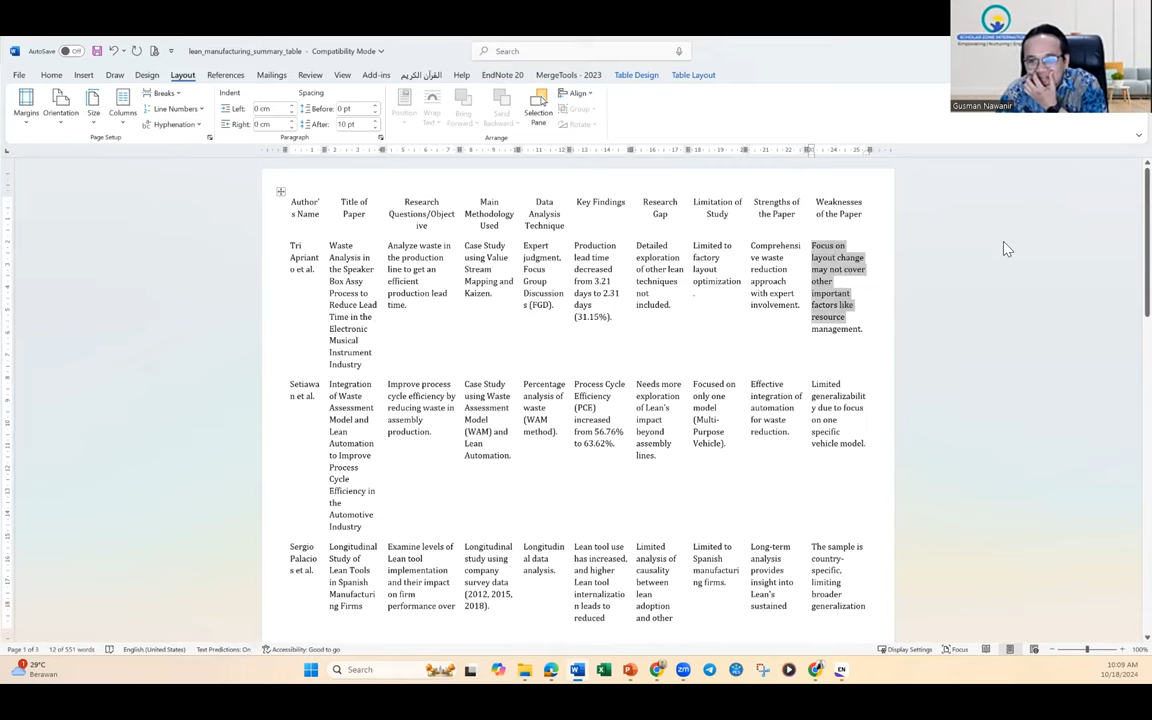 AutoSave Off lean_manufacturing_summary_table - Compatibility Mode Search
File Home Insert Draw Design Layout References Mailings Review View Add-ins القرآن الكريم Help EndNote 20 MergeTools - 2023 Table Design Table Layout
Margins Orientation Size Columns
Breaks
Line Numbers
Hyphenation
Page Setup
Indent Spacing
Left: 0 cm Before: 0 pt
Right: 0 cm After: 10 pt
Paragraph
Position Wrap Text Bring Forward Send Backward Selection Pane
Align
Group
Rotate
Arrange
Gusman Nawanir
Author'
s Name
Title of
Paper
Research
Questions/Object
ive
Main
Methodology
Used
Data
Analysis
Technique
Key Findings
Research
Gap
Limitation of
Study
Strengths of
the Paper
Weaknesses
of the Paper
Tri
Apriant
o et al.
Waste
Analysis in
the Speaker
Box Assy
Process to
Reduce Lead
Time in the
Electronic
Musical
Instrument
Industry
Analyze waste in
the production
line to get an
efficient
production lead
time.
Case Study
using Value
Stream
Mapping and
Kaizen.
Expert
judgment,
Focus
Group
Discussion
s (FGD).
Production
lead time
decreased
from 3.21
days to 2.31
days
(31.15%).
Detailed
exploration
of other lean
techniques
not
included.
Limited to
factory
layout
optimization
.
Comprehensi
ve waste
reduction
approach
with expert
involvement.
Focus on
layout change
may not cover
other
important
factors like
resource
management.
Setiawa
n et al.
Integration
of Waste
Assessment
Model and
Lean
Automation
to Improve
Process
Cycle
Efficiency in
the
Automotive
Industry
Improve process
cycle efficiency by
reducing waste in
assembly
production.
Case Study
using Waste
Assessment
Model
(WAM) and
Lean
Automation.
Percentage
analysis of
waste
(WAM
method).
Process Cycle
Efficiency
(PCE)
increased
from 56.76%
to 63.62%.
Needs more
exploration
of Lean's
impact
beyond
assembly
lines.
Focused on
only one
model
(Multi-
Purpose
Vehicle).
Effective
integration of
automation
for waste
reduction.
Limited
generalizabilit
y due to focus
on one
specific
vehicle model.
Sergio
Palacio
s et al.
Longitudinal
Study of
Lean Tools
in Spanish
Manufacturi
ng Firms
Examine levels of
Lean tool
implementation
and their impact
on firm
performance over
Longitudinal
study using
company
survey data
(2012, 2015,
2018).
Longitudin
al data
analysis.
Lean tool use
has increased,
and higher
Lean tool
internalizatio
n leads to
reduced
Limited
analysis of
causality
between
lean
adoption
and other
Limited to
Spanish
manufacturi
ng firms.
Long-term
analysis
provides
insight into
Lean's
sustained
The sample is
country-
specific,
limiting
broader
generalization
Page 1 of 3 12 of 551 words English (United States) Text Predictions: On Accessibility: Good to go Display Settings Focus 100%
29°C
Berawan
Search
10:09 AM
10/18/2024